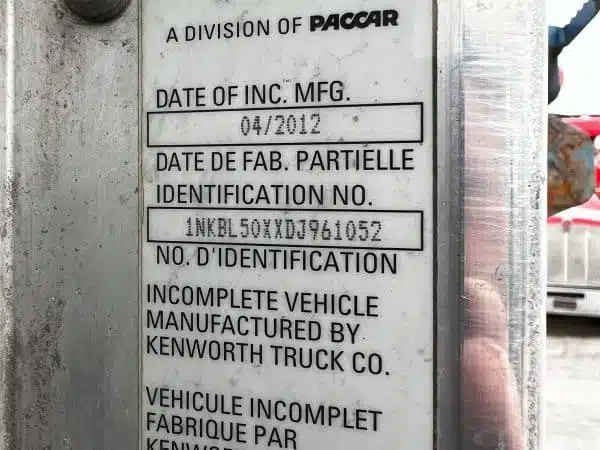 A DIVISION OF PACCAR
DATE OF INC. MFG.
04/2012
DATE DE FAB. PARTIELLE
IDENTIFICATION NO.
1NKBL50XXDJ961052
NO. D'IDENTIFICATION
INCOMPLETE VEHICLE
MANUFACTURED BY
KENWORTH TRUCK CO.
VEHICULE INCOMPLET
FABRIQUE PAR
KENWORTH